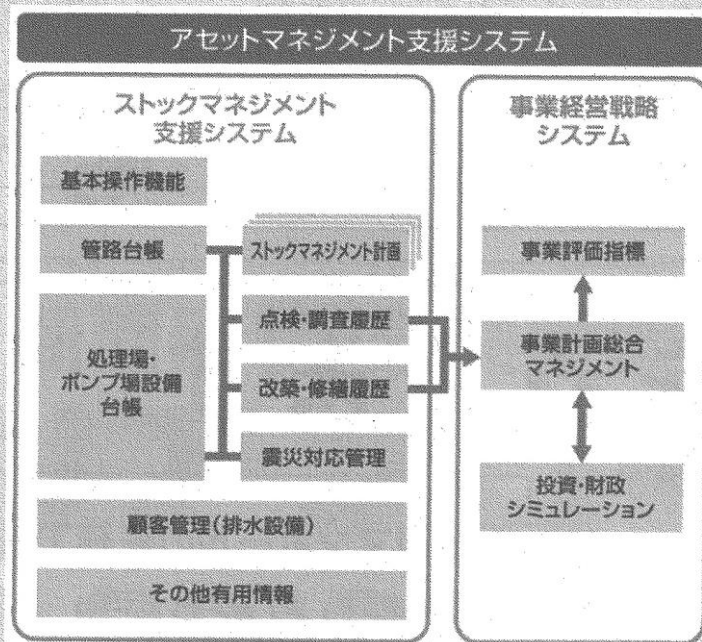 アセットマネジメント支援システム
ストックマネジメント
支援システム
基本操作機能
管路台帳
ストックマネジメント計画
点検・調査履歴
処理場・
ポンプ場設備
台帳
改築・修繕履歴
震災対応管理
顧客管理(排水設備)
その他有用情報
事業経営戦略
システム
事業評価指標
事業計画総合
マネジメント
投資・財政
シミュレーション